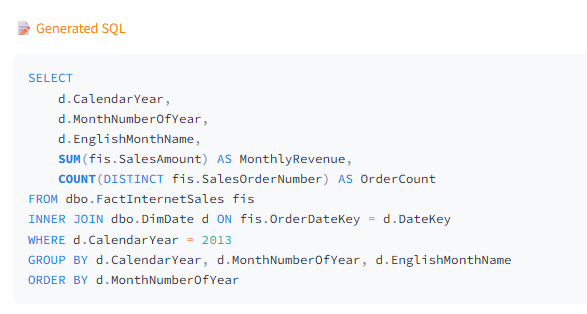 Generated SQL
SELECT
    d.CalendarYear,
    d.MonthNumberOfYear,
    d.EnglishMonthName,
    SUM(fis.SalesAmount) AS MonthlyRevenue,
    COUNT(DISTINCT fis.SalesOrderNumber) AS OrderCount
FROM dbo.FactInternetSales fis
INNER JOIN dbo.DimDate d ON fis.OrderDateKey = d.DateKey
WHERE d.CalendarYear = 2013
GROUP BY d.CalendarYear, d.MonthNumberOfYear, d.EnglishMonthName
ORDER BY d.MonthNumberOfYear